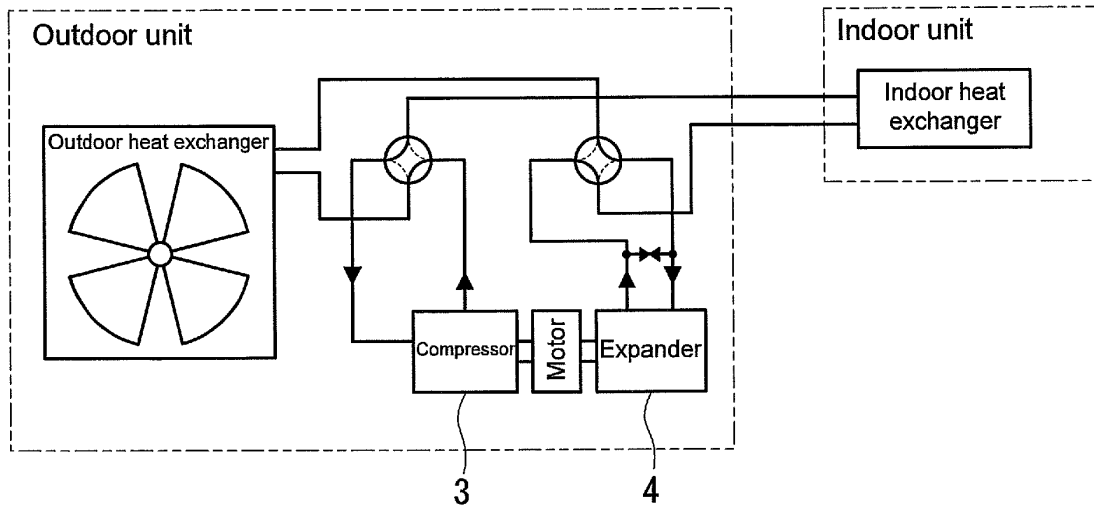 Outdoor unit
Indoor unit
Indoor heat
exchanger
Outdoor heat exchanger
Compressor
Motor
Expander
3
4